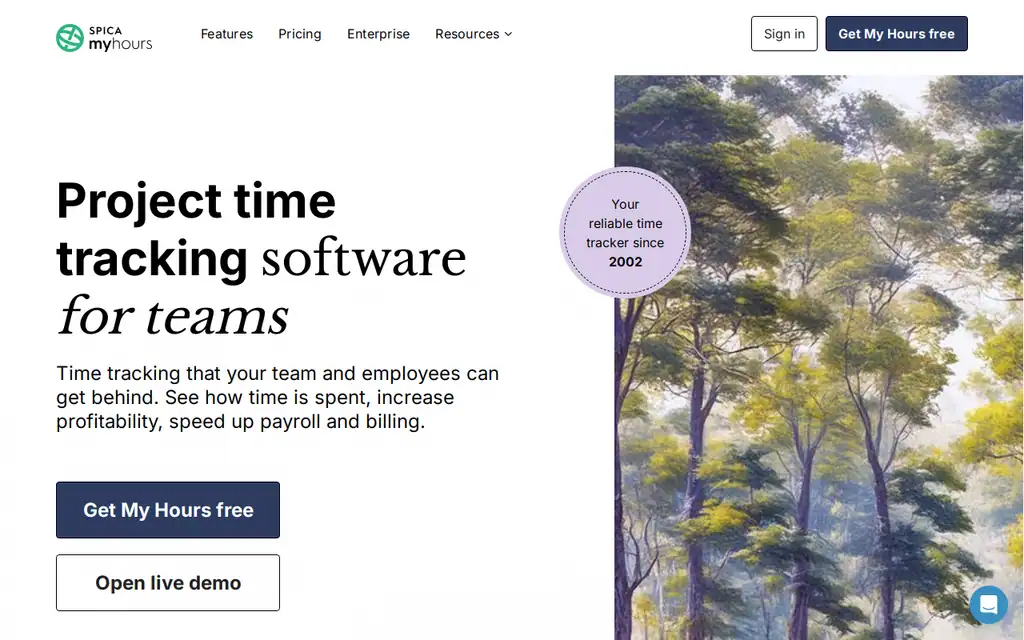 SPICA
myhours
Features
Pricing
Enterprise
Resources
Sign in
Get My Hours free
Project time
tracking software
for teams
Time tracking that your team and employees can
get behind. See how time is spent, increase
profitability, speed up payroll and billing.
Get My Hours free
Open live demo
Your
reliable time
tracker since
2002